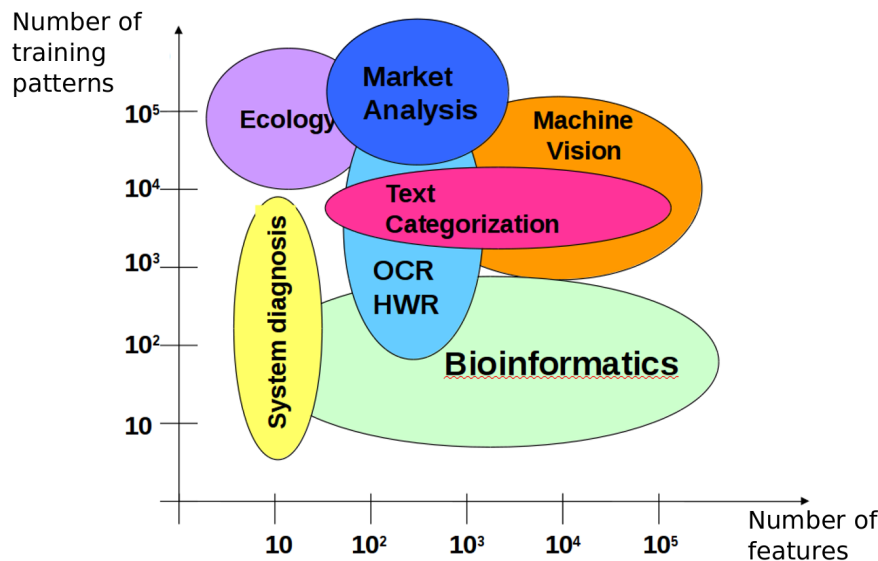 Number of
training
patterns
Market
Analysis
Ecology
Machine
Vision
Text
Categorization
System diagnosis
OCR
HWR
Bioinformatics
10⁵
10⁴
10³
10²
10
10
10²
10³
10⁴
10⁵
Number of
features